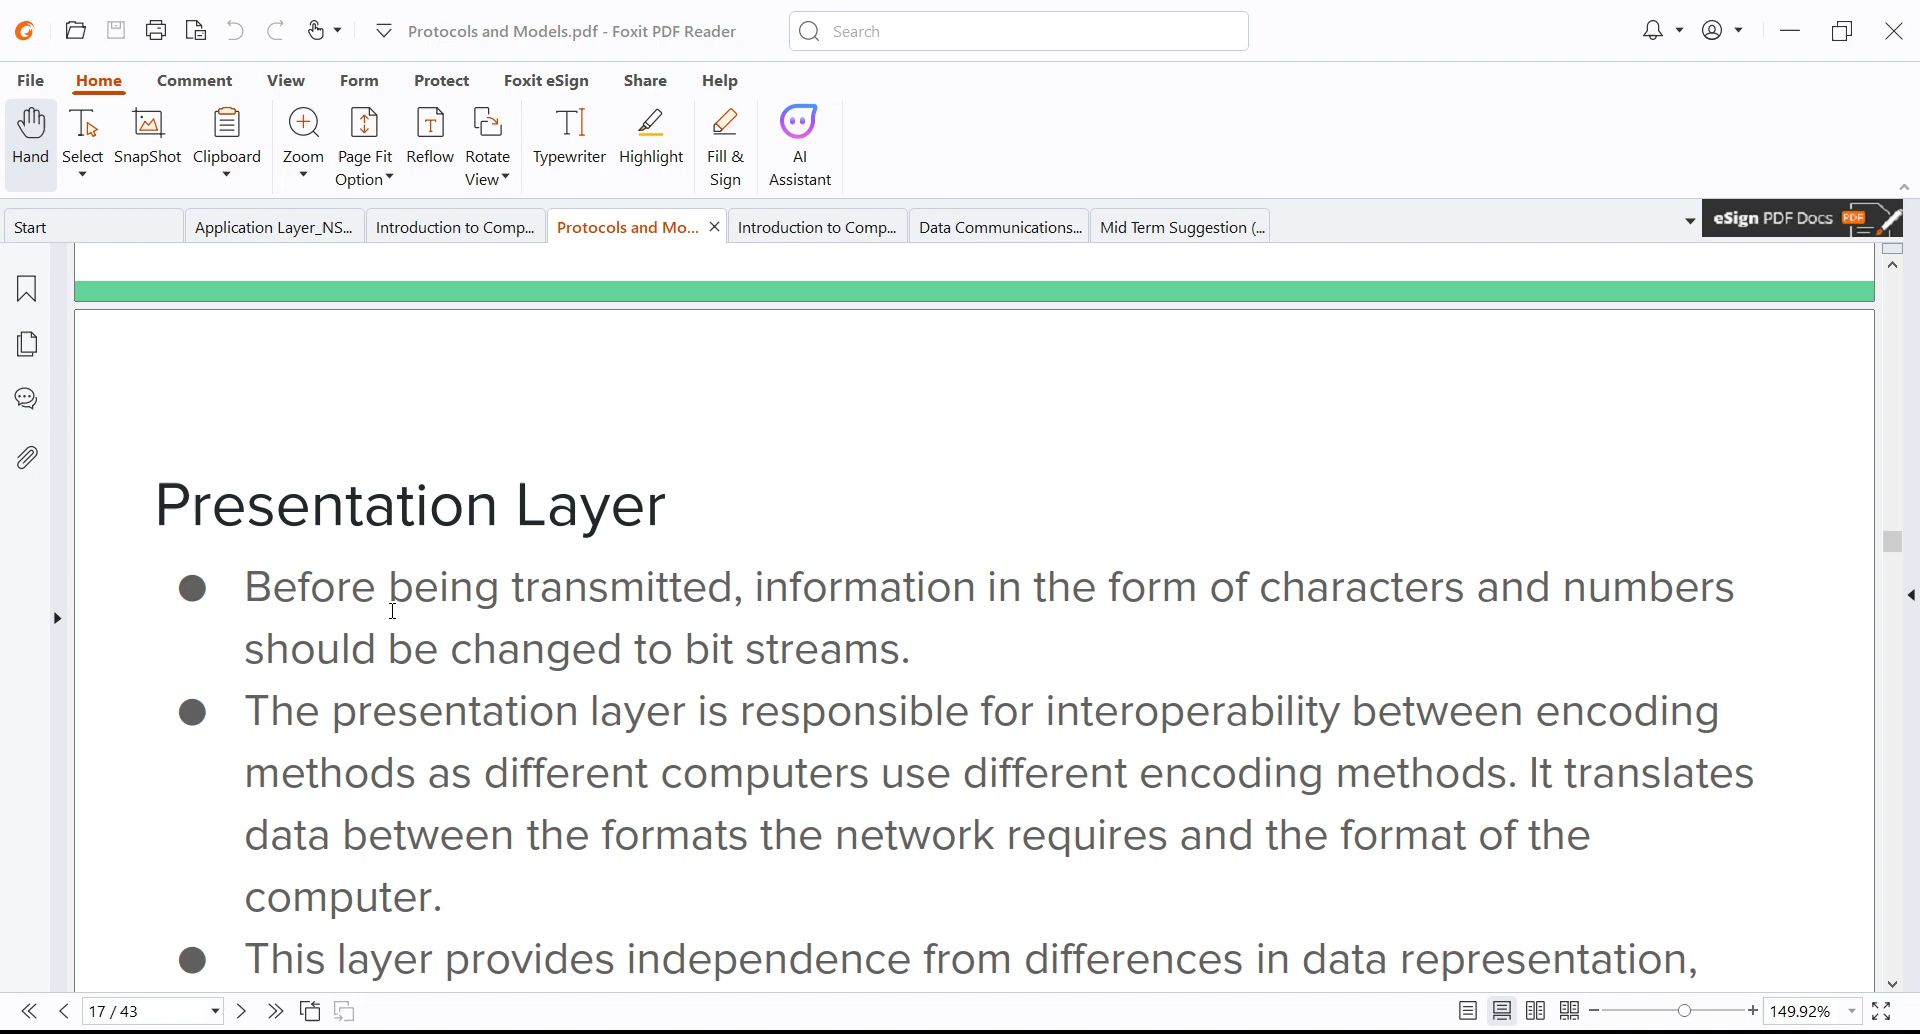 Protocols and Models.pdf - Foxit PDF Reader
Search
File Home Comment View Form Protect Foxit eSign Share Help
Hand Select SnapShot Clipboard Zoom Page Fit Option Reflow Rotate View Typewriter Highlight Fill & Sign AI Assistant
Start Application Layer_NS... Introduction to Comp... Protocols and Mo... Introduction to Comp... Data Communications... Mid Term Suggestion (... eSign PDF Docs PDF
Presentation Layer
● Before being transmitted, information in the form of characters and numbers
should be changed to bit streams.
● The presentation layer is responsible for interoperability between encoding
methods as different computers use different encoding methods. It translates
data between the formats the network requires and the format of the
computer.
● This layer provides independence from differences in data representation,
17 / 43 149.92%